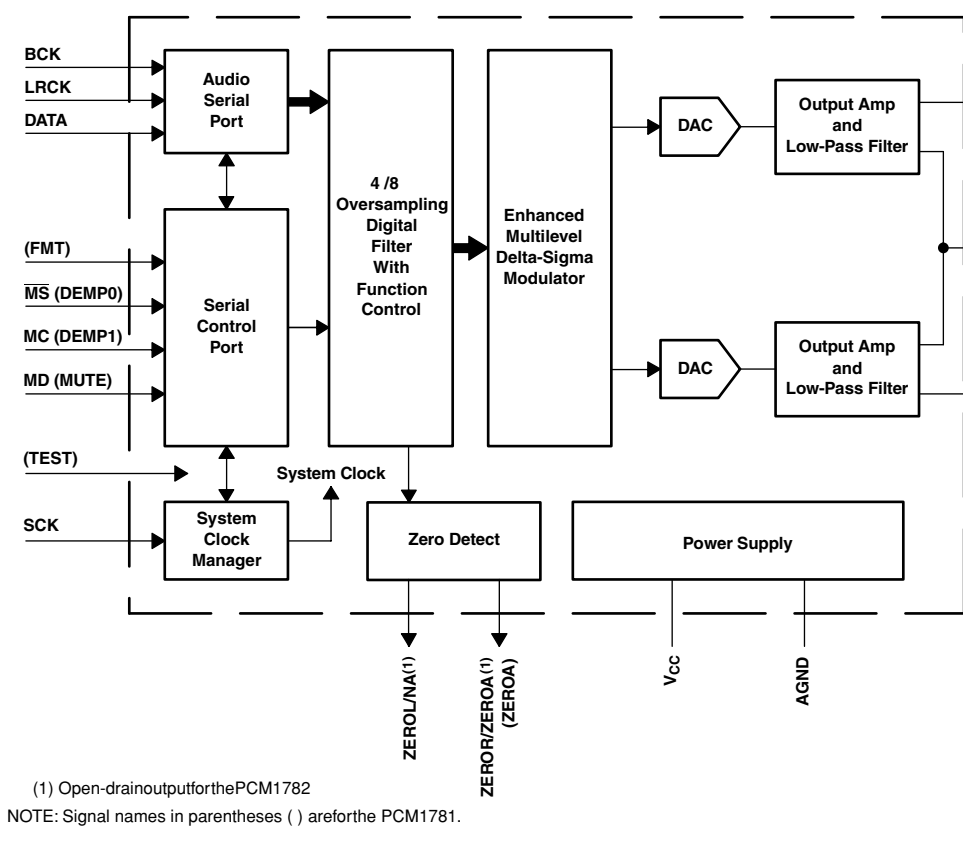 BCK
LRCK
DATA
Audio
Serial
Port
(FMT)
MS (DEMP0)
MC (DEMP1)
MD (MUTE)
Serial
Control
Port
(TEST)
SCK
System
Clock
Manager
System Clock
4 /8
Oversampling
Digital
Filter
With
Function
Control
Enhanced
Multilevel
Delta-Sigma
Modulator
DAC
Output Amp
and
Low-Pass Filter
DAC
Output Amp
and
Low-Pass Filter
Zero Detect
Power Supply
ZEROL/NA(1)
ZEROR/ZEROA(1)
(ZEROA)
VCC
AGND
(1) Open-drainoutputforthePCM1782
NOTE: Signal names in parentheses ( ) areforthe PCM1781.